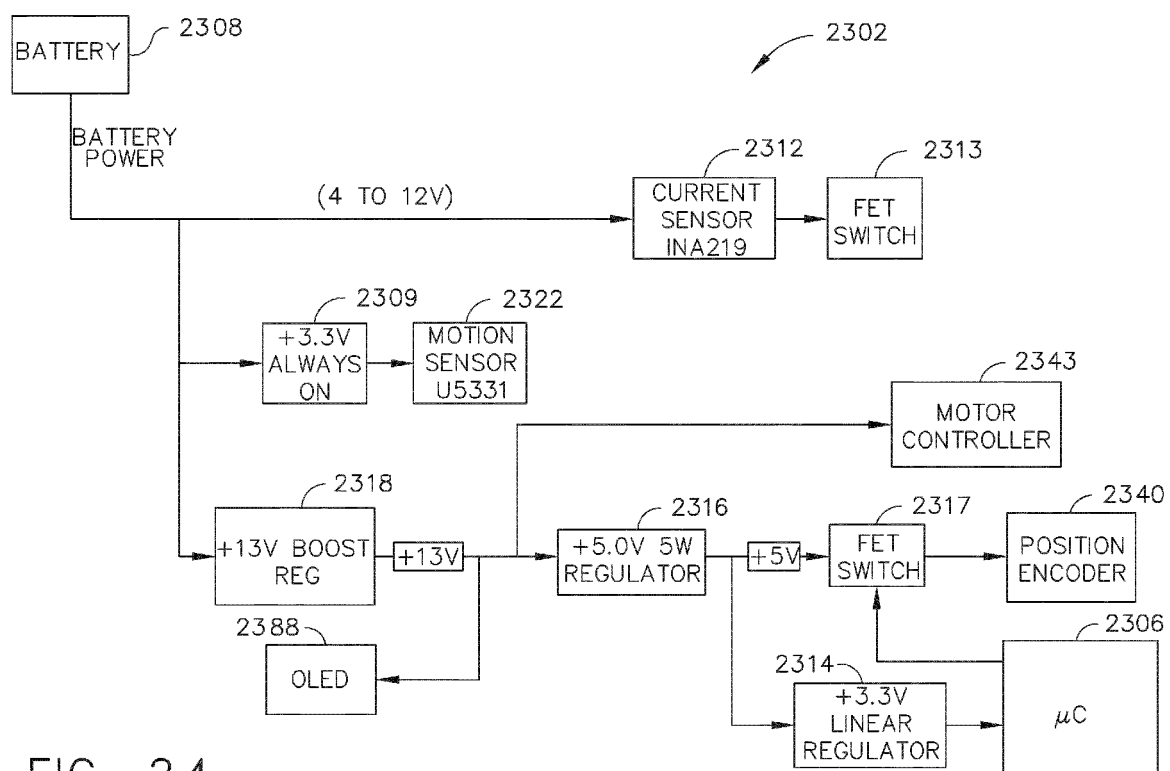 BATTERY
2308
2302
BATTERY
POWER
(4 TO 12V)
2312
CURRENT
SENSOR
INA219
2313
FET
SWITCH
2309
+3.3V
ALWAYS
ON
2322
MOTION
SENSOR
U5331
2343
MOTOR
CONTROLLER
2318
+13V BOOST
REG
+13V
2316
+5.0V 5W
REGULATOR
+5V
2317
FET
SWITCH
2340
POSITION
ENCODER
2388
OLED
2314
+3.3V
LINEAR
REGULATOR
2306
μC